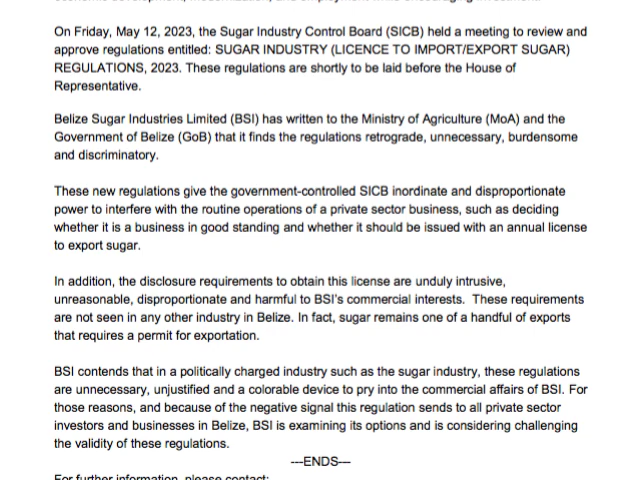 On Friday, May 12, 2023, the Sugar Industry Control Board (SICB) held a meeting to review and
approve regulations entitled: SUGAR INDUSTRY (LICENCE TO IMPORT/EXPORT SUGAR)
REGULATIONS, 2023. These regulations are shortly to be laid before the House of
Representative.
Belize Sugar Industries Limited (BSI) has written to the Ministry of Agriculture (MoA) and the
Government of Belize (GoB) that it finds the regulations retrograde, unnecessary, burdensome
and discriminatory.
These new regulations give the government-controlled SICB inordinate and disproportionate
power to interfere with the routine operations of a private sector business, such as deciding
whether it is a business in good standing and whether it should be issued with an annual license
to export sugar.
In addition, the disclosure requirements to obtain this license are unduly intrusive,
unreasonable, disproportionate and harmful to BSI's commercial interests. These requirements
are not seen in any other industry in Belize. In fact, sugar remains one of a handful of exports
that requires a permit for exportation.
BSI contends that in a politically charged industry such as the sugar industry, these regulations
are unnecessary, unjustified and a colorable device to pry into the commercial affairs of BSI. For
those reasons, and because of the negative signal this regulation sends to all private sector
investors and businesses in Belize, BSI is examining its options and is considering challenging
the validity of these regulations.
---ENDS---
For further information, please contact: